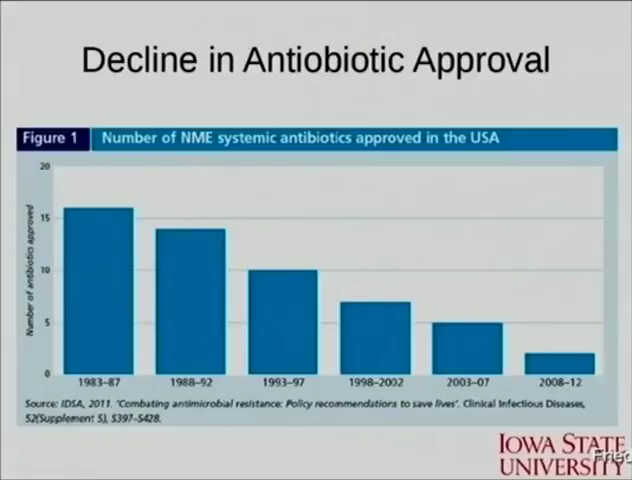 Decline in Antiobiotic Approval
Figure 1 Number of NME systemic antibiotics approved in the USA
Number of antibiotics approved
20
15
10
5
0
1983–87 1988–92 1993–97 1998–2002 2003–07 2008–12
Source: IDSA, 2011. 'Combating antimicrobial resistance: Policy recommendations to save lives'. Clinical Infectious Diseases,
52(Supplement 5), S397–S428.
IOWA STATE
UNIVERSITY